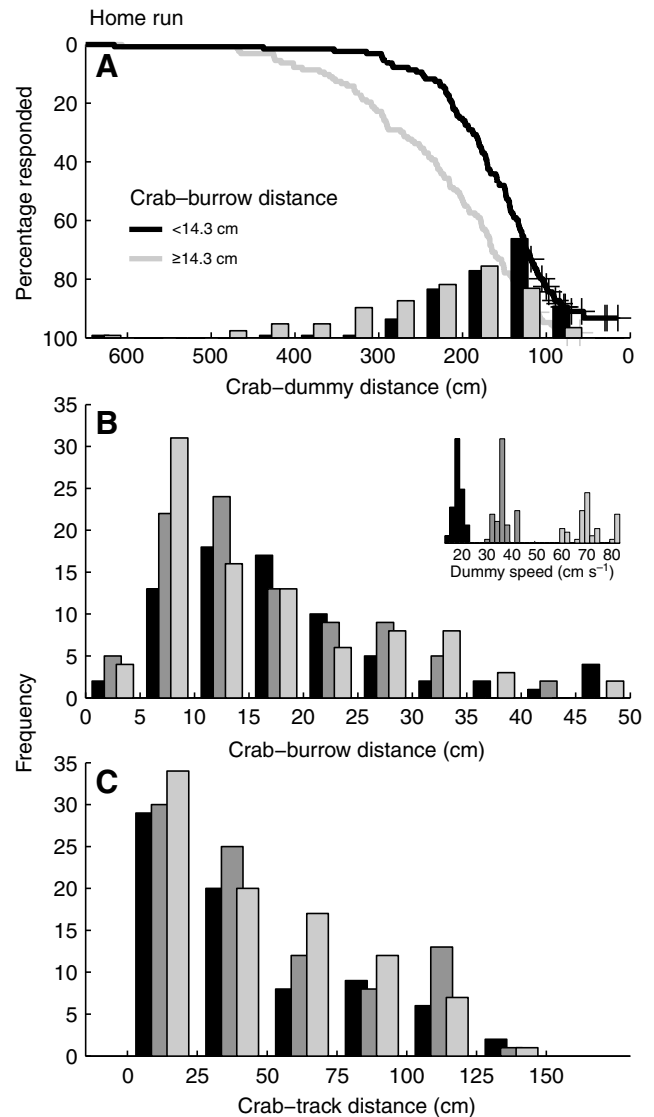 Home run
A
0
20
40
60
80
100
Percentage responded
Crab–burrow distance
<14.3 cm
≥14.3 cm
600 500 400 300 200 100 0
Crab–dummy distance (cm)
B
35
30
25
20
15
10
5
0
20 30 40 50 60 70 80
Dummy speed (cm s–1)
0 5 10 15 20 25 30 35 40 45 50
Crab–burrow distance (cm)
Frequency
C
35
30
25
20
15
10
5
0
0 25 50 75 100 125 150
Crab–track distance (cm)